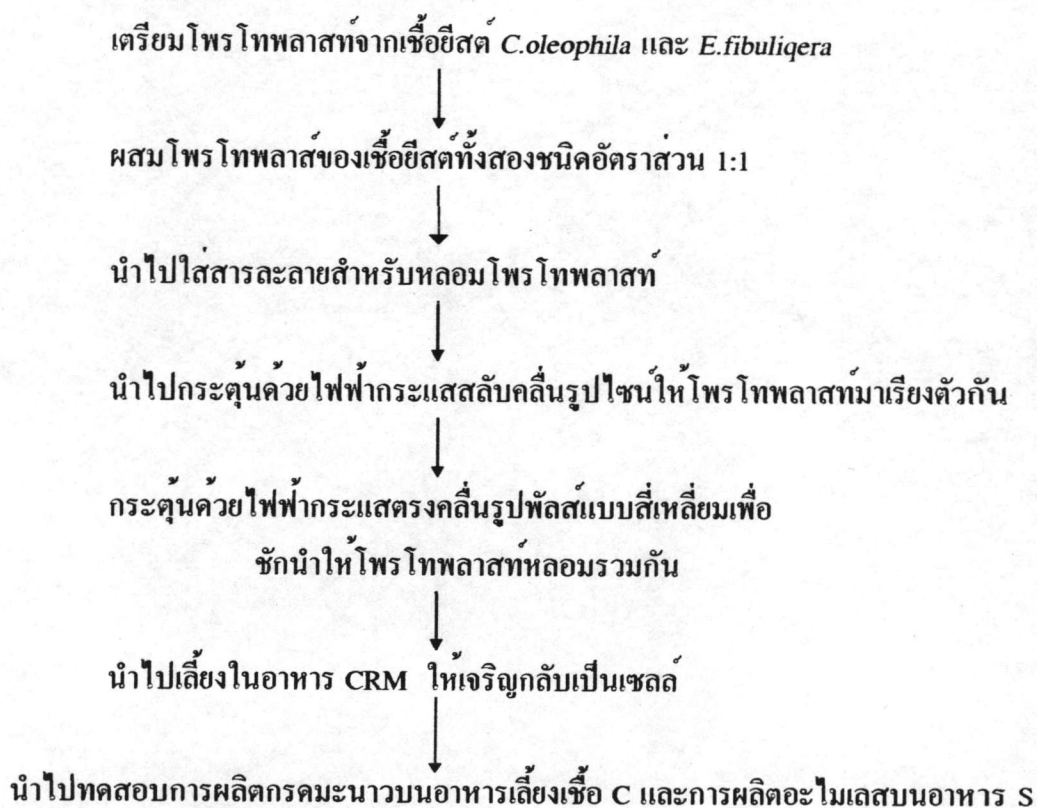 เตรียมโพรโทพลาสท์จากเชื้อยีสต์ C.oleophila และ E.fibuliqera
ผสมโพรโทพลาส์ของเชื้อยีสต์ทั้งสองชนิดอัตราส่วน 1:1
นำไปใส่สารละลายสำหรับหลอมโพรโทพลาสท์
นำไปกระตุ้นด้วยไฟฟ้ากระแสสลับคลื่นรูปไซน์ให้โพรโทพลาสท์มาเรียงตัวกัน
กระตุ้นด้วยไฟฟ้ากระแสตรงคลื่นรูปพัลส์แบบสี่เหลี่ยมเพื่อ
ชักนำให้โพรโทพลาสท์หลอมรวมกัน
นำไปเลี้ยงในอาหาร CRM ให้เจริญกลับเป็นเซลล์
นำไปทดสอบการผลิตกรดมะนาวบนอาหารเลี้ยงเชื้อ C และการผลิตอะไมเลสบนอาหาร S